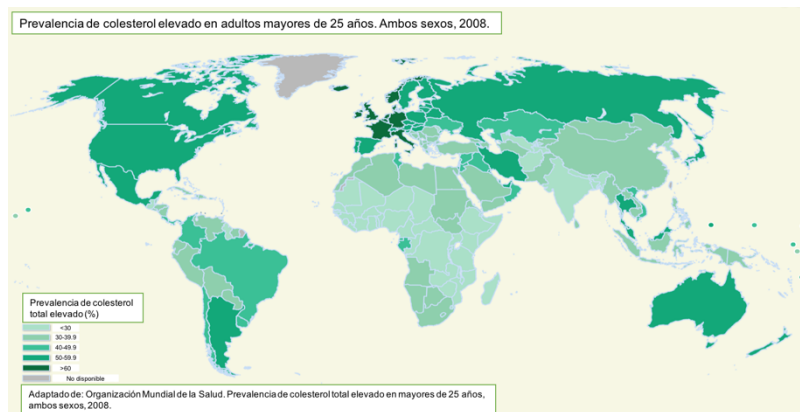 Prevalencia de colesterol elevado en adultos mayores de 25 años. Ambos sexos, 2008.
Prevalencia de colesterol
total elevado (%)
<30
30-39.9
40-49.9
50-59.9
>60
No disponible
Adaptado de: Organización Mundial de la Salud. Prevalencia de colesterol total elevado en mayores de 25 años,
ambos sexos, 2008.